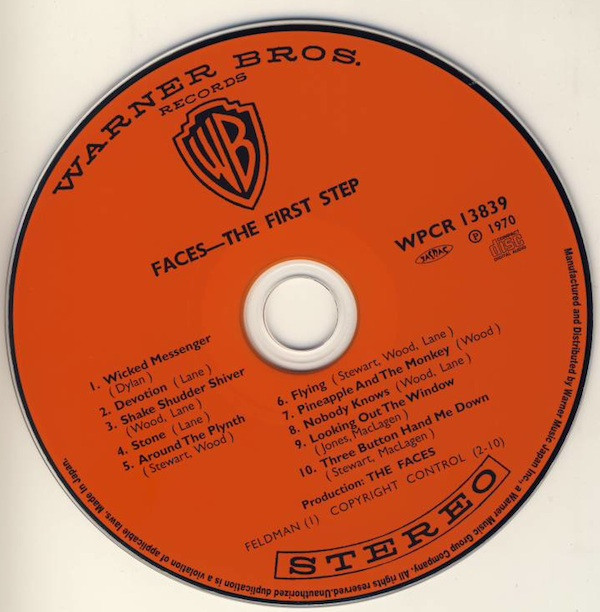 WARNER BROS.
RECORDS
WB
FACES—THE FIRST STEP
WPCR 13839
JASRAC
Ⓟ 1970
COMPACT
disc
DIGITAL AUDIO
1. Wicked Messenger
( Dylan )
2. Devotion ( Lane )
3. Shake Shudder Shiver
( Wood, Lane )
4. Stone ( Lane )
5. Around The Plynth
( Stewart, Wood )
6. Flying ( Stewart, Wood, Lane )
7. Pineapple And The Monkey ( Wood )
8. Nobody Knows ( Wood, Lane )
9. Looking Out The Window
( Jones, MacLagen )
10. Three Button Hand Me Down
( Stewart, MacLagen )
Production: THE FACES
FELDMAN (1) COPYRIGHT CONTROL (2-10)
STEREO
Manufactured and Distributed by Warner Music Japan Inc., a Warner Music Group Company. All rights reserved.Unauthorized duplication is a violation of applicable laws. Made In Japan.